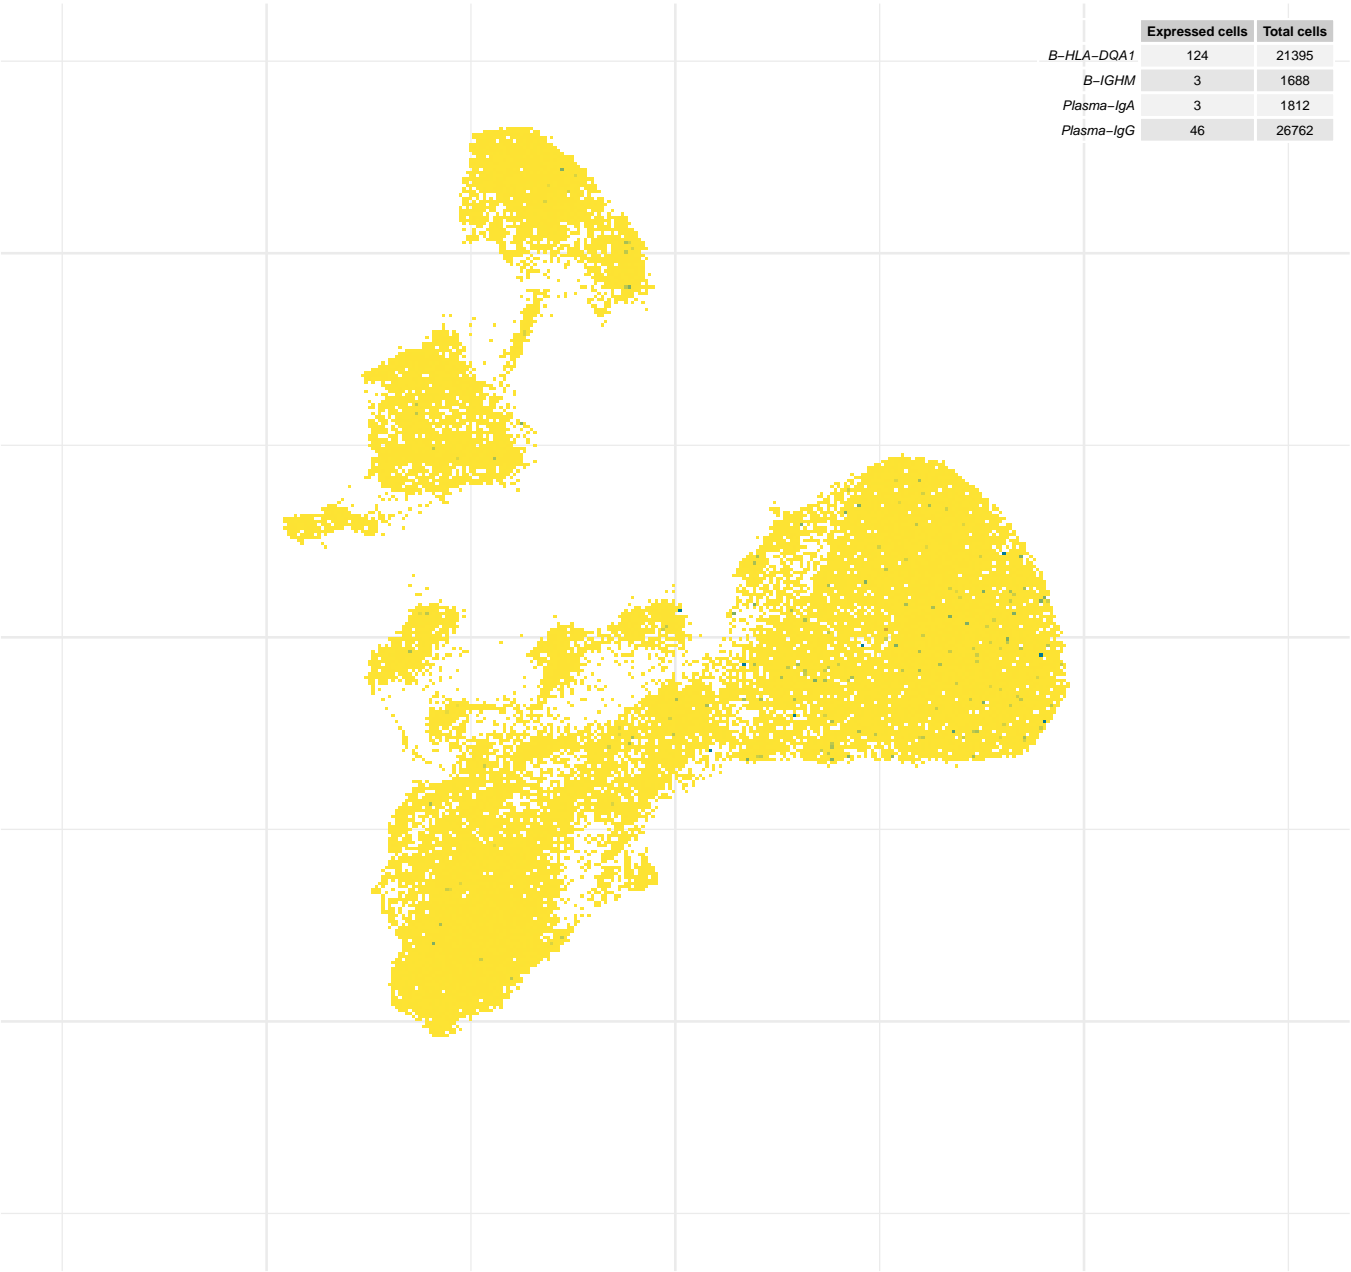 Expressed cells Total cells
B−HLA−DQA1 124 21395
B−IGHM 3 1688
Plasma−IgA 3 1812
Plasma−IgG 46 26762